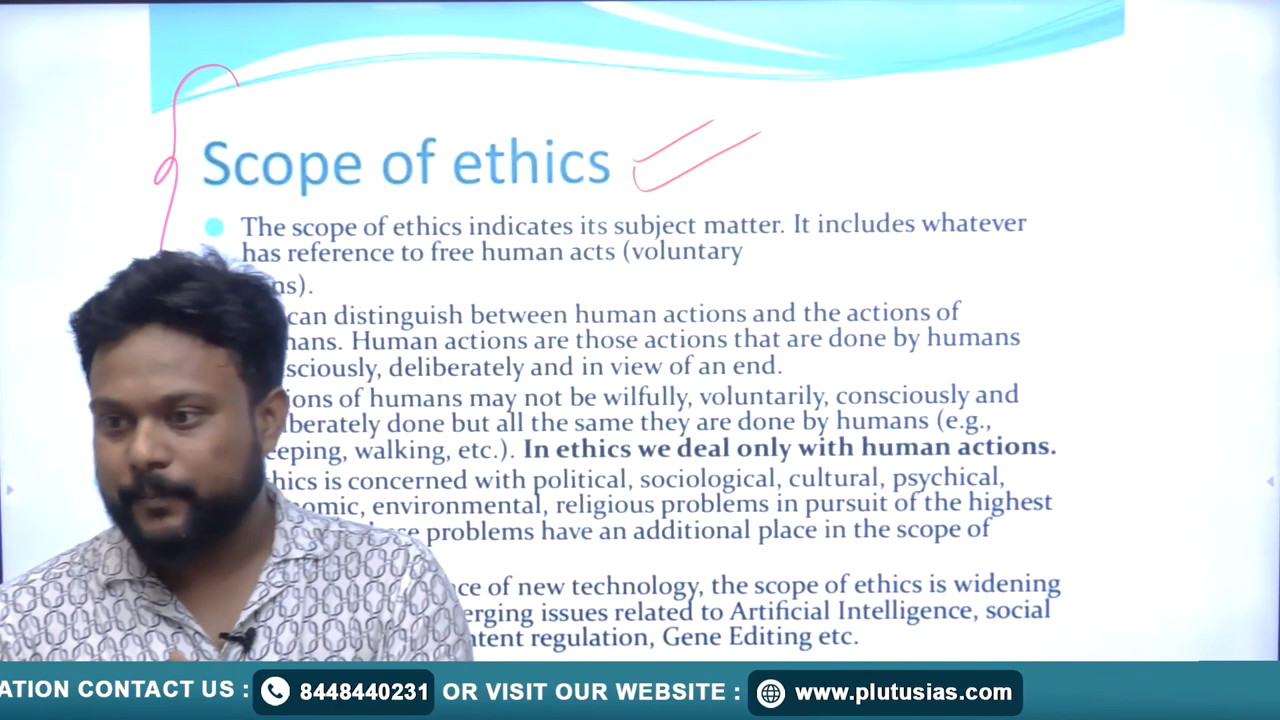 Scope of ethics
The scope of ethics indicates its subject matter. It includes whatever
has reference to free human acts (voluntary
ns).
can distinguish between human actions and the actions of
ans. Human actions are those actions that are done by humans
sciously, deliberately and in view of an end.
ions of humans may not be wilfully, voluntarily, consciously and
iberately done but all the same they are done by humans (e.g.,
eeping, walking, etc.). In ethics we deal only with human actions.
hics is concerned with political, sociological, cultural, psychical,
omic, environmental, religious problems in pursuit of the highest
problems have an additional place in the scope of
ce of new technology, the scope of ethics is widening
erging issues related to Artificial Intelligence, social
ntent regulation, Gene Editing etc.
ATION CONTACT US : 8448440231 OR VISIT OUR WEBSITE : www.plutusias.com